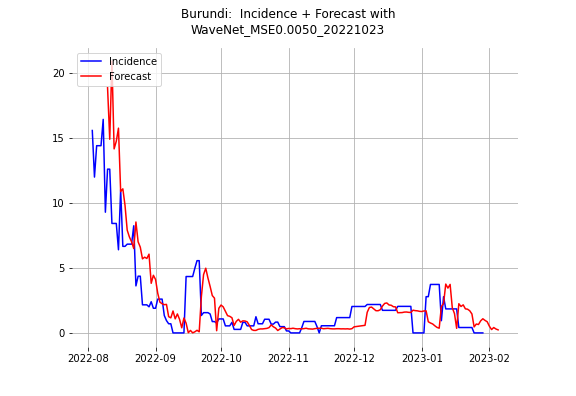 Burundi:  Incidence + Forecast with
WaveNet_MSE0.0050_20221023
Incidence
Forecast
20
15
10
5
0
2022-08 2022-09 2022-10 2022-11 2022-12 2023-01 2023-02